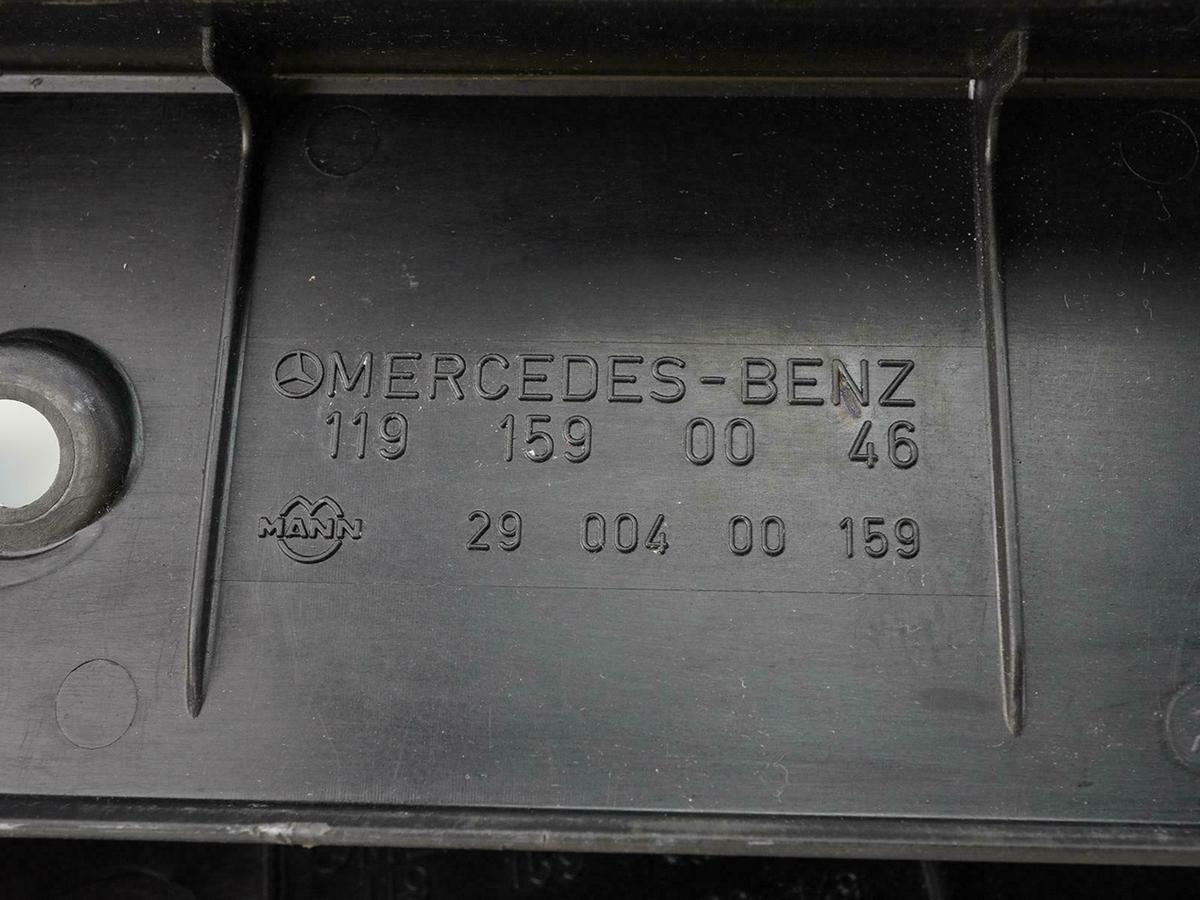 MERCEDES-BENZ
119 159 00 46
MANN 29 004 00 159